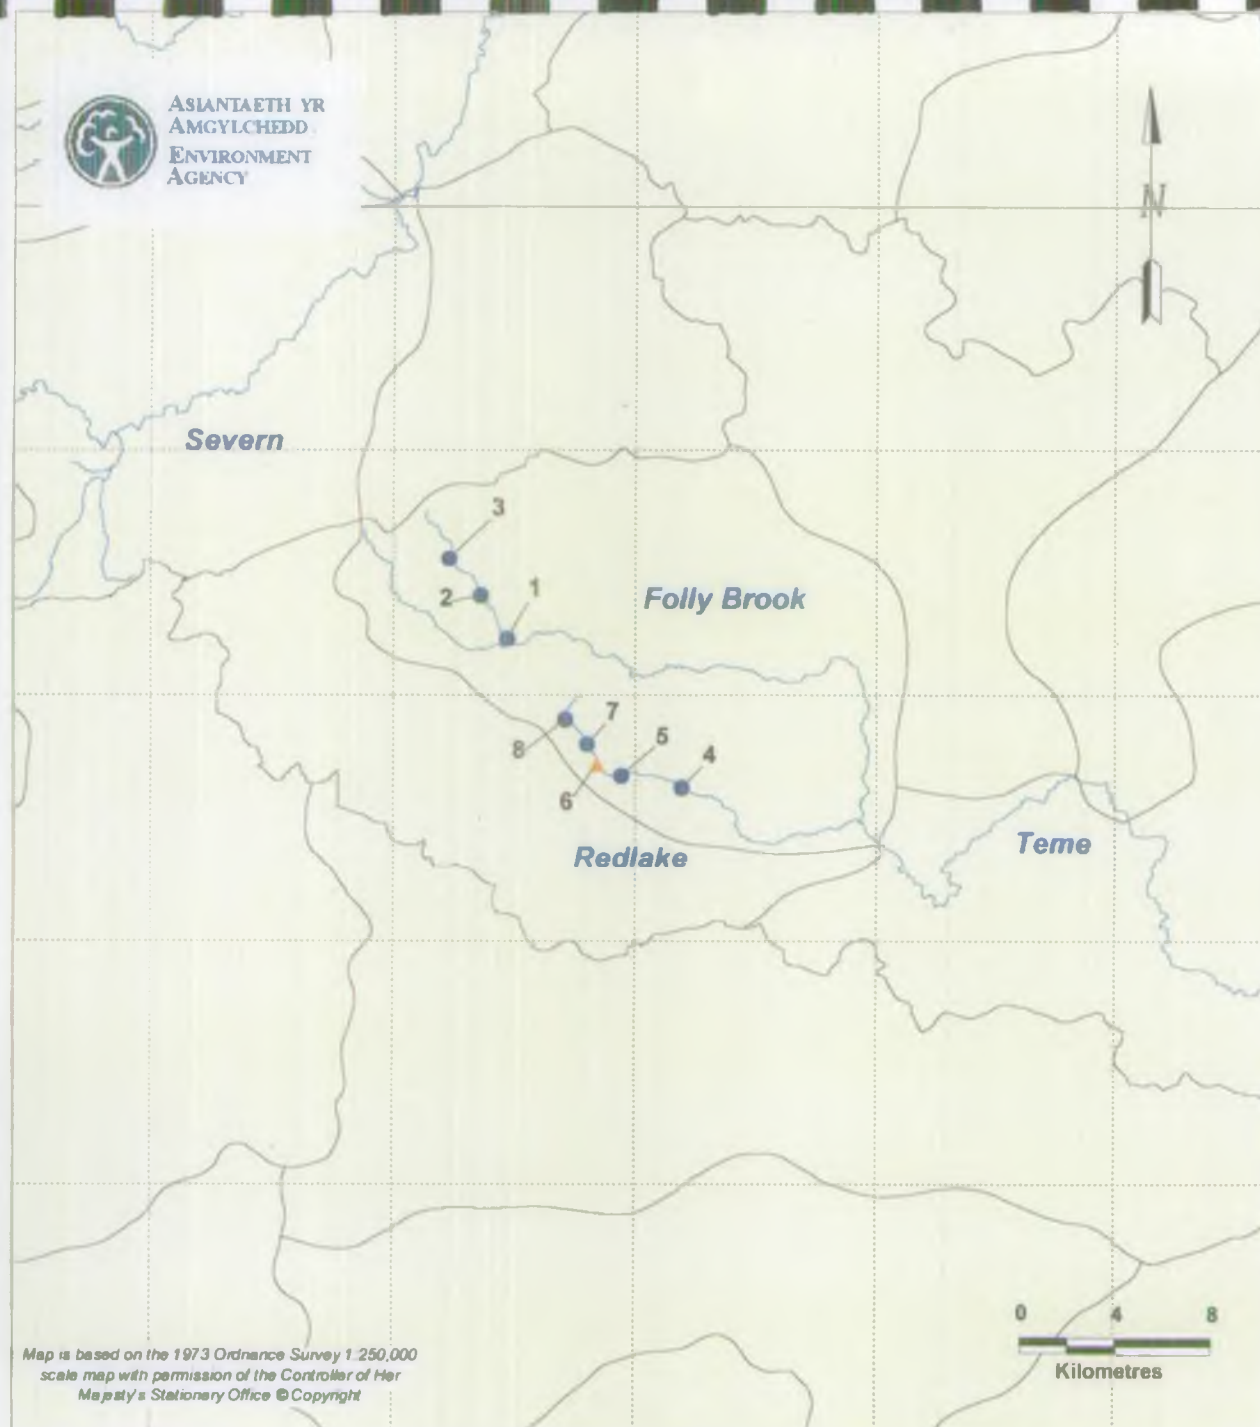 ASIANTAETH YR
AMGYLCHEDD
ENVIRONMENT
AGENCY
N
Severn
3
2
1
Folly Brook
7
8
5
4
6
Redlake
Teme
0 4 8
Kilometres
Map is based on the 1973 Ordnance Survey 1:250,000
scale map with permission of the Controller of Her
Majesty's Stationery Office © Copyright